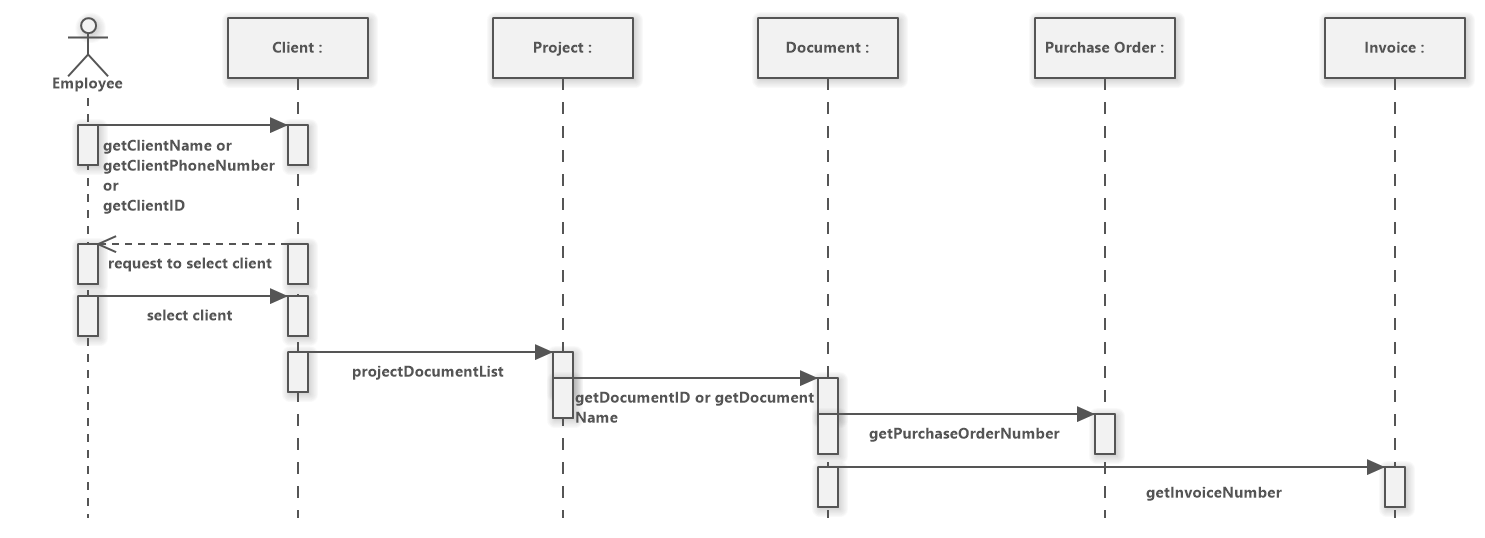 Employee
Client :
Project :
Document :
Purchase Order :
Invoice :
getClientName or
getClientPhoneNumber
or
getClientID
request to select client
select client
projectDocumentList
getDocumentID or getDocument
Name
getPurchaseOrderNumber
getInvoiceNumber